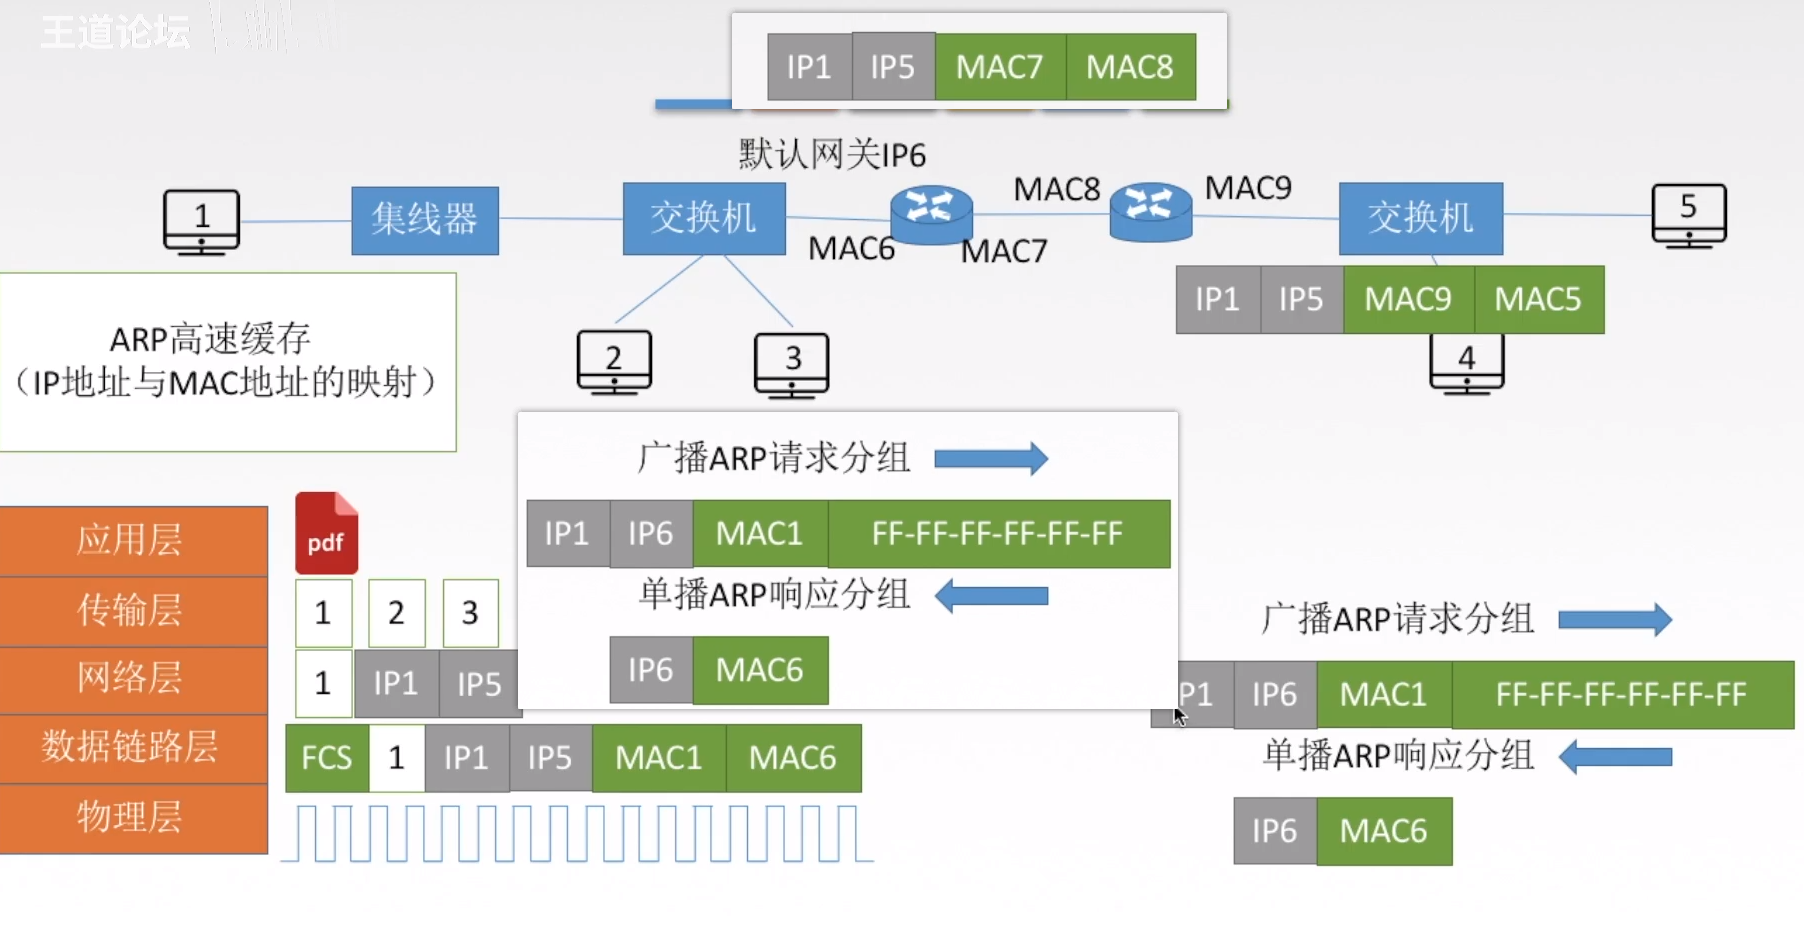 王道论坛
IP1 IP5 MAC7 MAC8
默认网关IP6
MAC8 MAC9
1 集线器 交换机 交换机 5
MAC6 MAC7
IP1 IP5 MAC9 MAC5
ARP高速缓存
（IP地址与MAC地址的映射）
2 3 4
广播ARP请求分组
IP1 IP6 MAC1 FF-FF-FF-FF-FF-FF
单播ARP响应分组
IP6 MAC6
应用层 pdf
传输层 1 2 3
网络层 1 IP1 IP5
数据链路层 FCS 1 IP1 IP5 MAC1 MAC6
物理层
广播ARP请求分组
P1 IP6 MAC1 FF-FF-FF-FF-FF-FF
单播ARP响应分组
IP6 MAC6